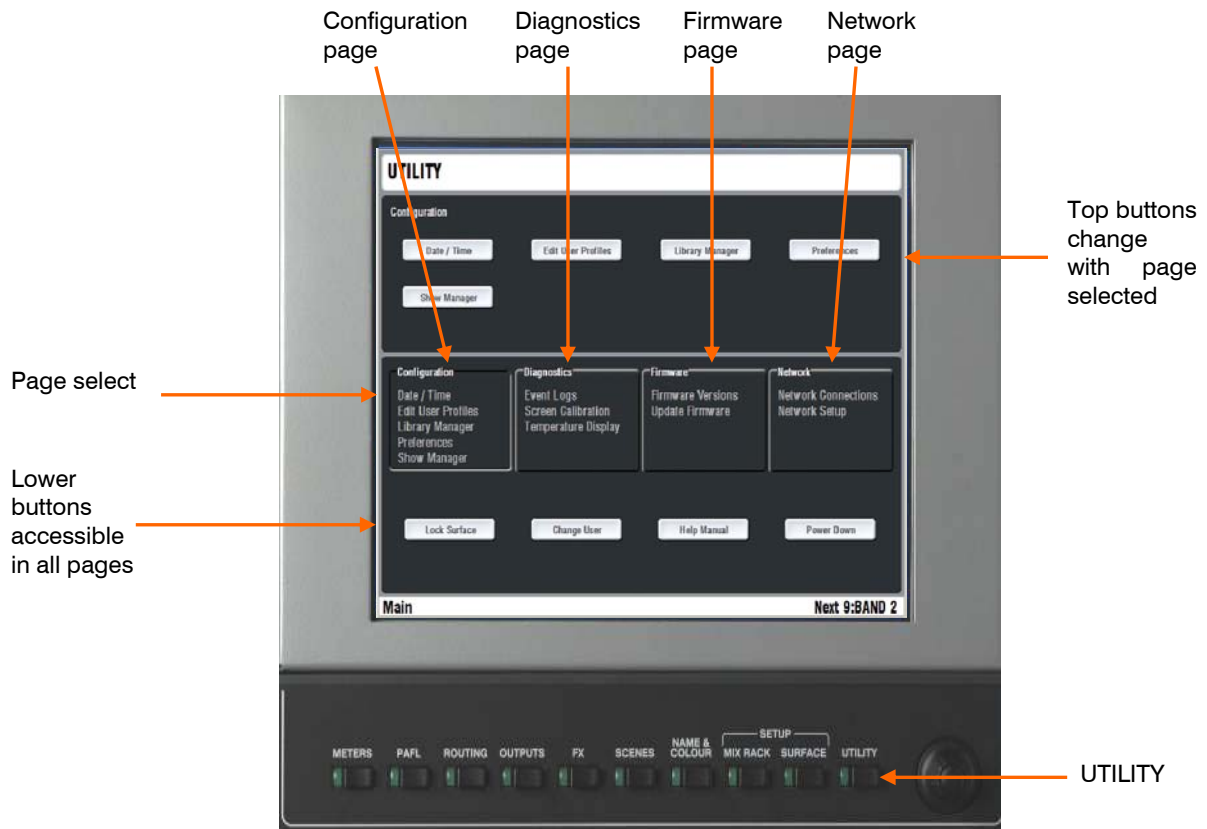 Configuration
page
Diagnostics
page
Firmware
page
Network
page
UTILITY
Configuration
Date / Time
Edit User Profiles
Library Manager
Preferences
Show Manager
Top buttons
change
with page
selected
Page select
Configuration
Date / Time
Edit User Profiles
Library Manager
Preferences
Show Manager
Diagnostics
Event Logs
Screen Calibration
Temperature Display
Firmware
Firmware Versions
Update Firmware
Network
Network Connections
Network Setup
Lower
buttons
accessible
in all pages
Lock Surface
Change User
Help Manual
Power Down
Main
Next 9:BAND 2
METERS
PAFL
ROUTING
OUTPUTS
FX
SCENES
NAME &
COLOUR
SETUP
MIX RACK
SURFACE
UTILITY
UTILITY